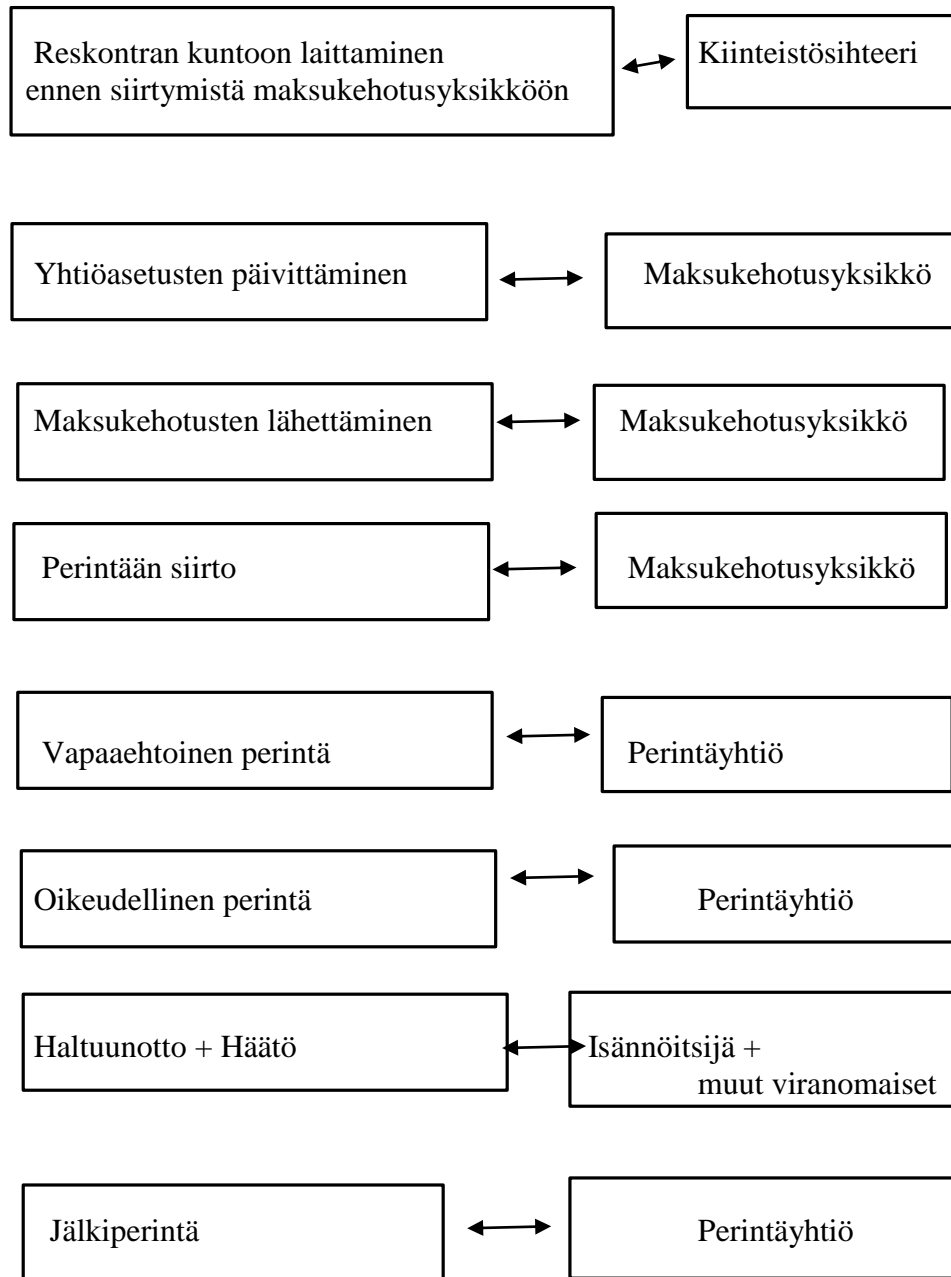 Reskontran kuntoon laittaminen
ennen siirtymistä maksukehotusyksikköön
Kiinteistösihteeri
Yhtiöasetusten päivittäminen
Maksukehotusyksikkö
Maksukehotusten lähettäminen
Maksukehotusyksikkö
Perintään siirto
Maksukehotusyksikkö
Vapaaehtoinen perintä
Perintäyhtiö
Oikeudellinen perintä
Perintäyhtiö
Haltuunotto + Häätö
Isännöitsijä +
muut viranomaiset
Jälkiperintä
Perintäyhtiö